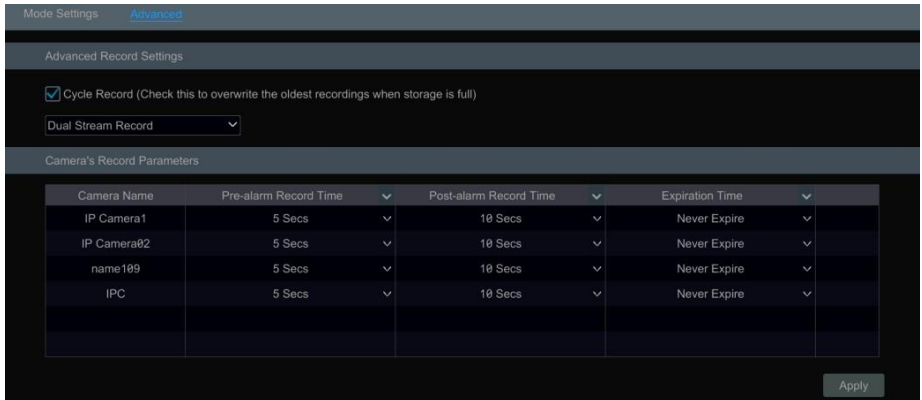 Mode Settings Advanced
Advanced Record Settings
Cycle Record (Check this to overwrite the oldest recordings when storage is full)
Dual Stream Record
Camera's Record Parameters
Camera Name Pre-alarm Record Time Post-alarm Record Time Expiration Time
IP Camera1 5 Secs 10 Secs Never Expire
IP Camera02 5 Secs 10 Secs Never Expire
name109 5 Secs 10 Secs Never Expire
IPC 5 Secs 10 Secs Never Expire
Apply